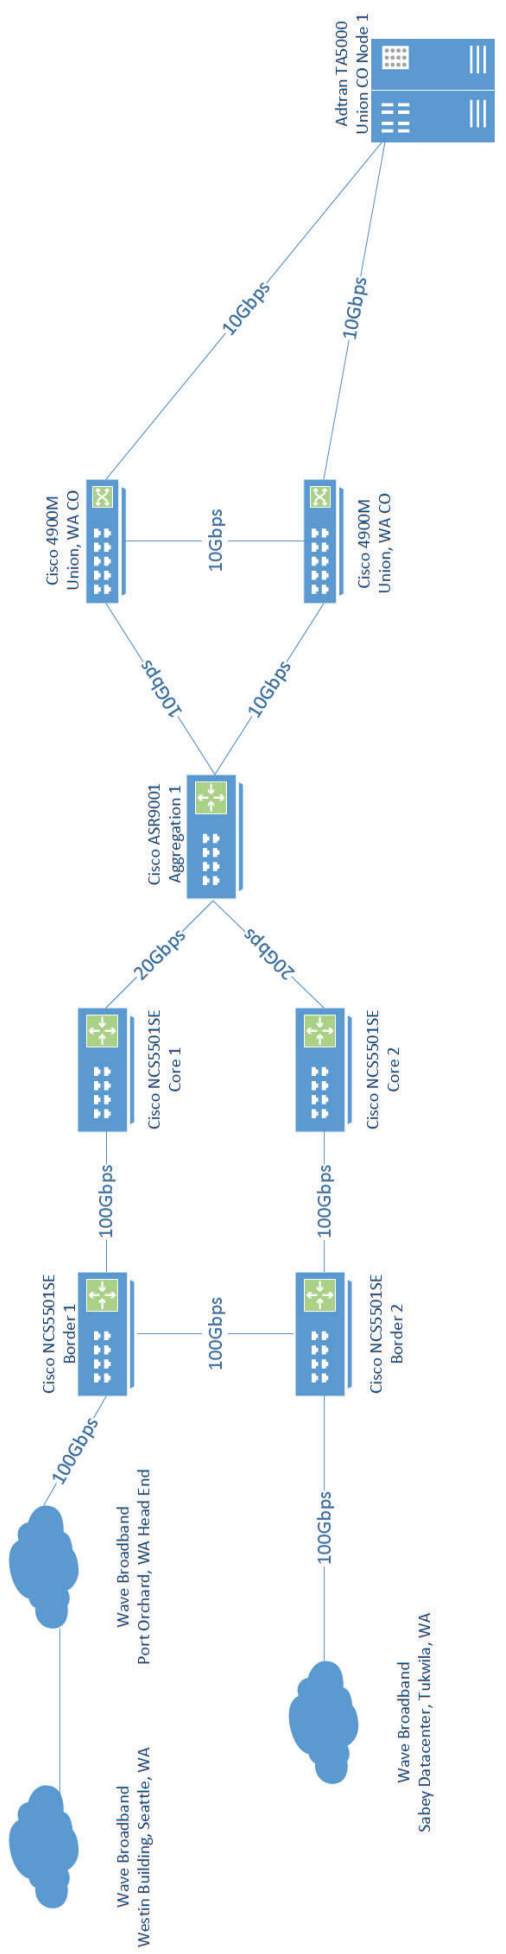 Wave Broadband
Westin Building, Seattle, WA
Wave Broadband
Port Orchard, WA Head End
100Gbps
Cisco NCS5501SE
Border 1
100Gbps
Cisco NCS5501SE
Core 1
20Gbps
Cisco ASR9001
Aggregation 1
10Gbps
Cisco 4900M
Union, WA CO
10Gbps
Adtran TA5000
Union CO Node 1
100Gbps
10Gbps
Wave Broadband
Sabey Datacenter, Tukwila, WA
100Gbps
Cisco NCS5501SE
Border 2
100Gbps
Cisco NCS5501SE
Core 2
20Gbps
10Gbps
Cisco 4900M
Union, WA CO
10Gbps